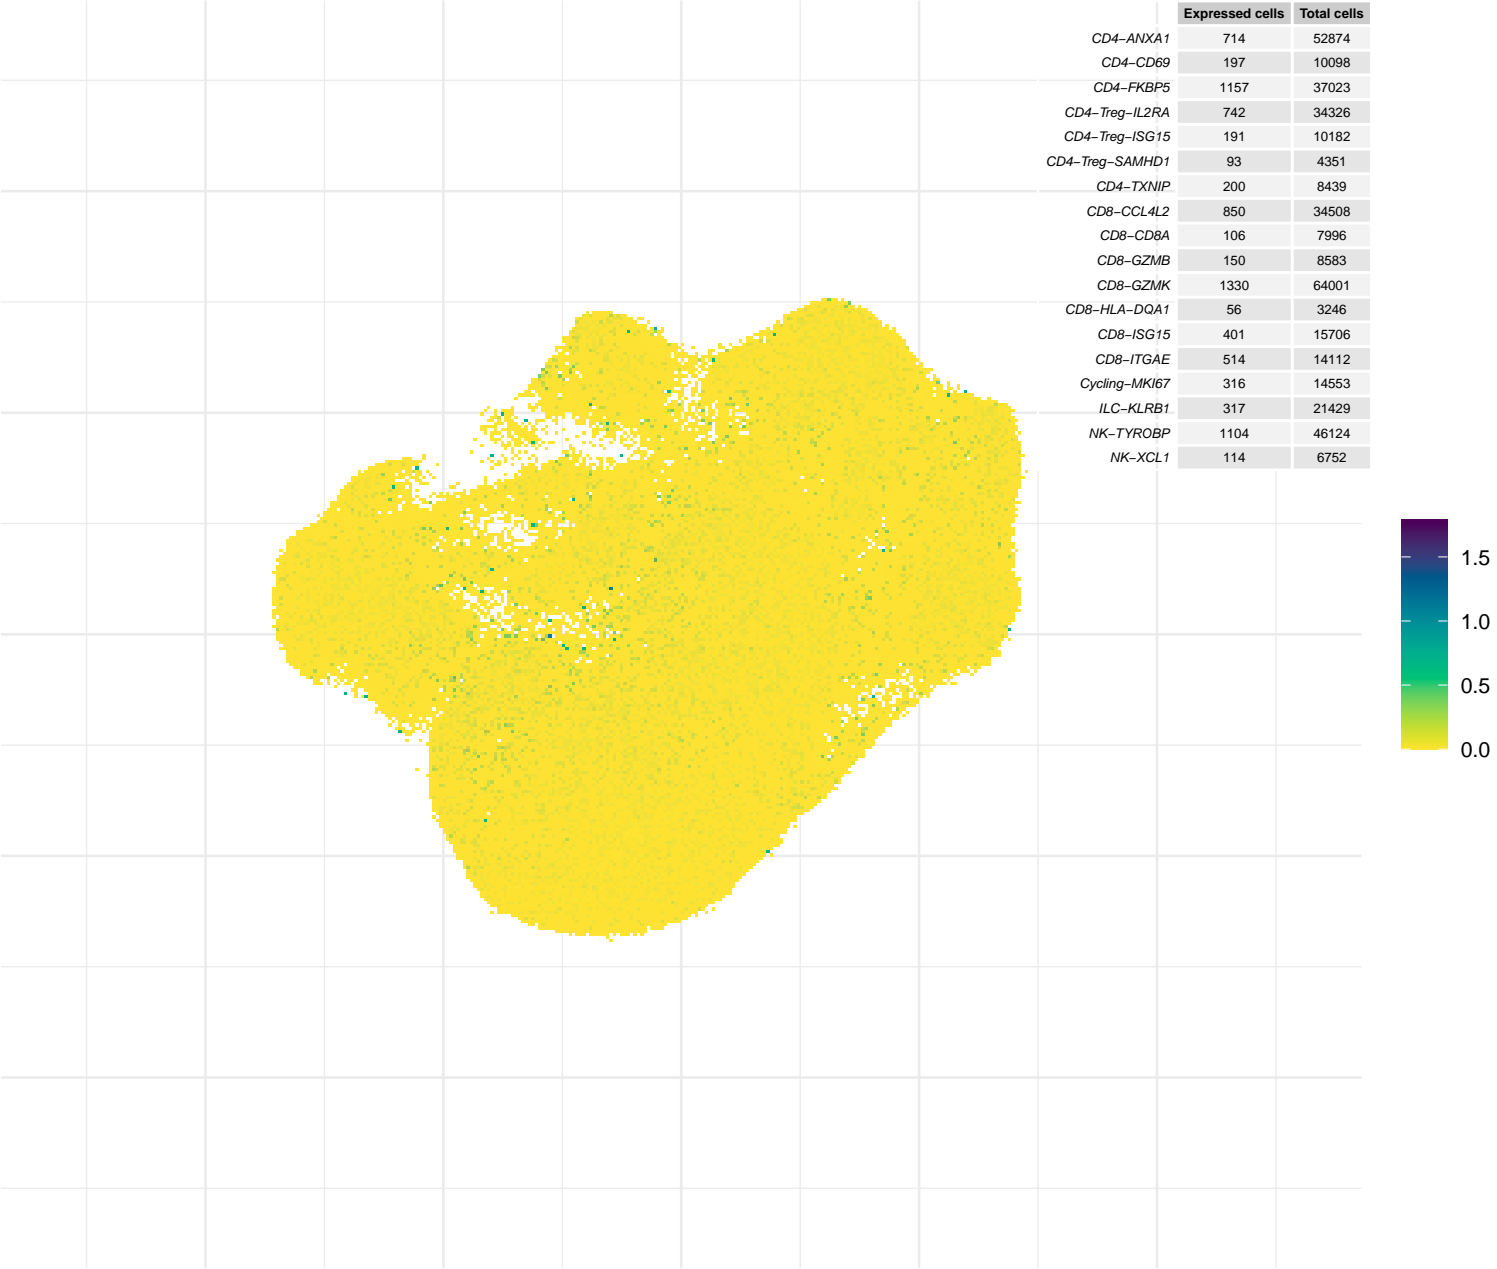 Expressed cells Total cells
CD4−ANXA1 714 52874
CD4−CD69 197 10098
CD4−FKBP5 1157 37023
CD4−Treg−IL2RA 742 34326
CD4−Treg−ISG15 191 10182
CD4−Treg−SAMHD1 93 4351
CD4−TXNIP 200 8439
CD8−CCL4L2 850 34508
CD8−CD8A 106 7996
CD8−GZMB 150 8583
CD8−GZMK 1330 64001
CD8−HLA−DQA1 56 3246
CD8−ISG15 401 15706
CD8−ITGAE 514 14112
Cycling−MKI67 316 14553
ILC−KLRB1 317 21429
NK−TYROBP 1104 46124
NK−XCL1 114 6752
1.5
1.0
0.5
0.0